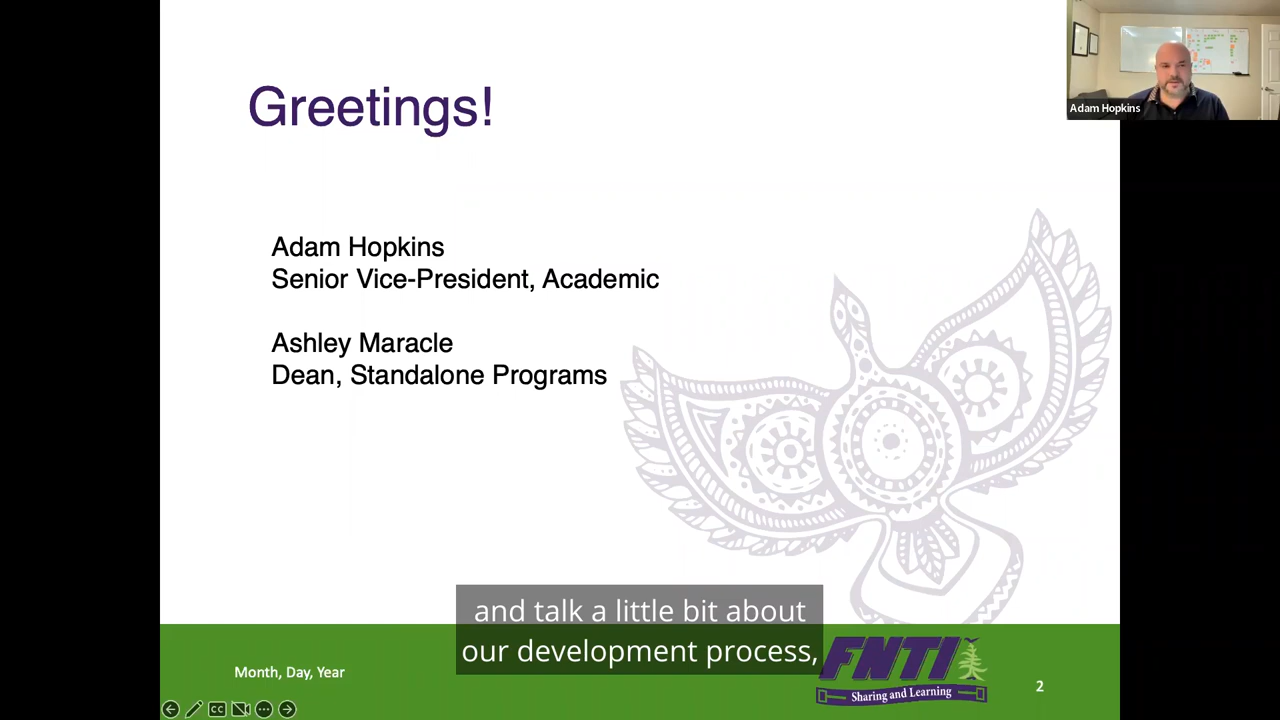 Greetings!
Adam Hopkins
Adam Hopkins
Senior Vice-President, Academic
Ashley Maracle
Dean, Standalone Programs
and talk a little bit about
our development process,
Month, Day, Year
FNTI
Sharing and Learning
2
CC